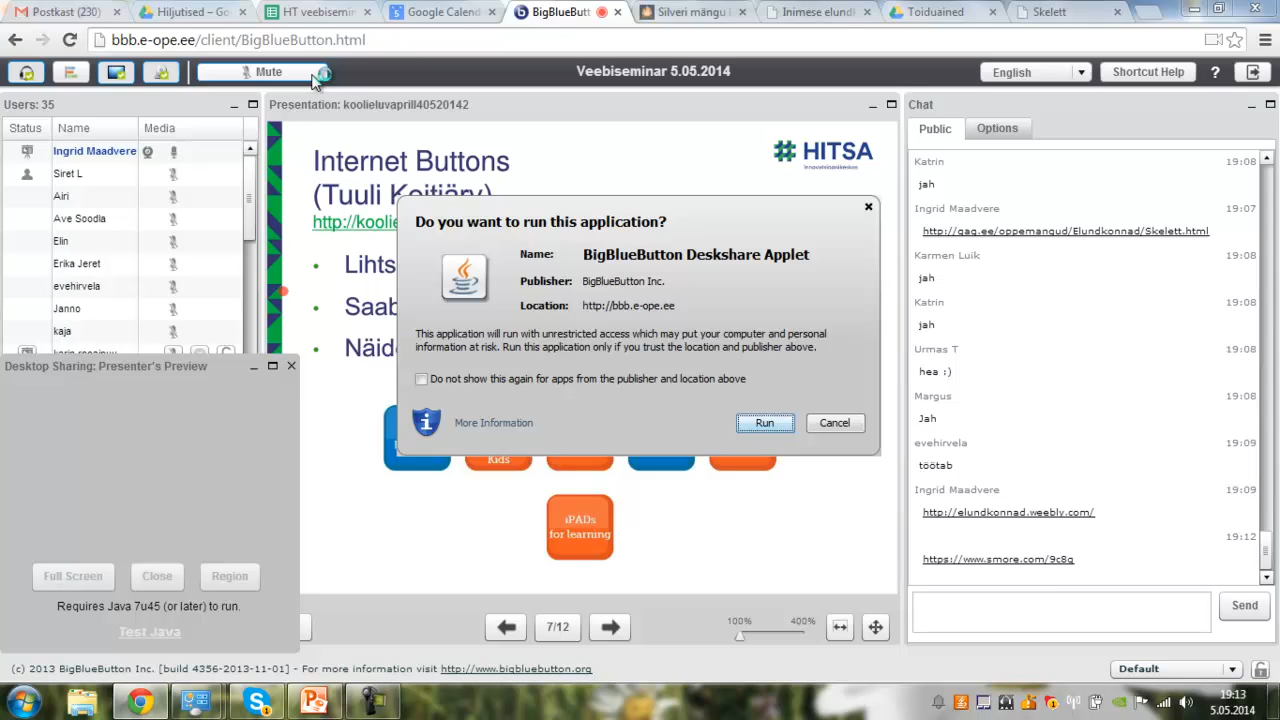 Postkast (230)
Hiljutised – Go
HT veebisemin
Google Calend
BigBlueButt
Silveri mängu
Inimese elund
Toiduained
Skelett
bbb.e-ope.ee/client/BigBlueButton.html
Mute
Veebiseminar 5.05.2014
English
Shortcut Help
?
Users: 35
Status Name Media
Ingrid Maadvere
Siret L
Airi
Ave Soodla
Elin
Erika Jeret
evehirvela
Janno
kaja
Desktop Sharing: Presenter's Preview
Full Screen
Close
Region
Requires Java 7u45 (or later) to run.
Test Java
Presentation: koolieluvaprill40520142
Internet Buttons
(Tuuli Koitjärv)
http://koolie
HITSA
Lihts
Saab
Näid
Kids
iPADs
for learning
Do you want to run this application?
Name: BigBlueButton Deskshare Applet
Publisher: BigBlueButton Inc.
Location: http://bbb.e-ope.ee
This application will run with unrestricted access which may put your computer and personal
information at risk. Run this application only if you trust the location and publisher above.
Do not show this again for apps from the publisher and location above
More Information
Run
Cancel
7/12
100%
400%
Chat
Public
Options
Katrin 19:08
jah
Ingrid Maadvere 19:07
http://gag.ee/oppemangud/Elundkonnad/Skelett.html
Karmen Luik 19:08
jah
Katrin 19:08
jah
Urmas T 19:08
hea :)
Margus 19:08
Jah
evehirvela 19:09
töötab
Ingrid Maadvere 19:09
http://elundkonnad.weebly.com/
19:12
https://www.smore.com/9c8g
Send
(c) 2013 BigBlueButton Inc. [build 4356-2013-11-01] - For more information visit http://www.bigbluebutton.org
Default
19:13
5.05.2014